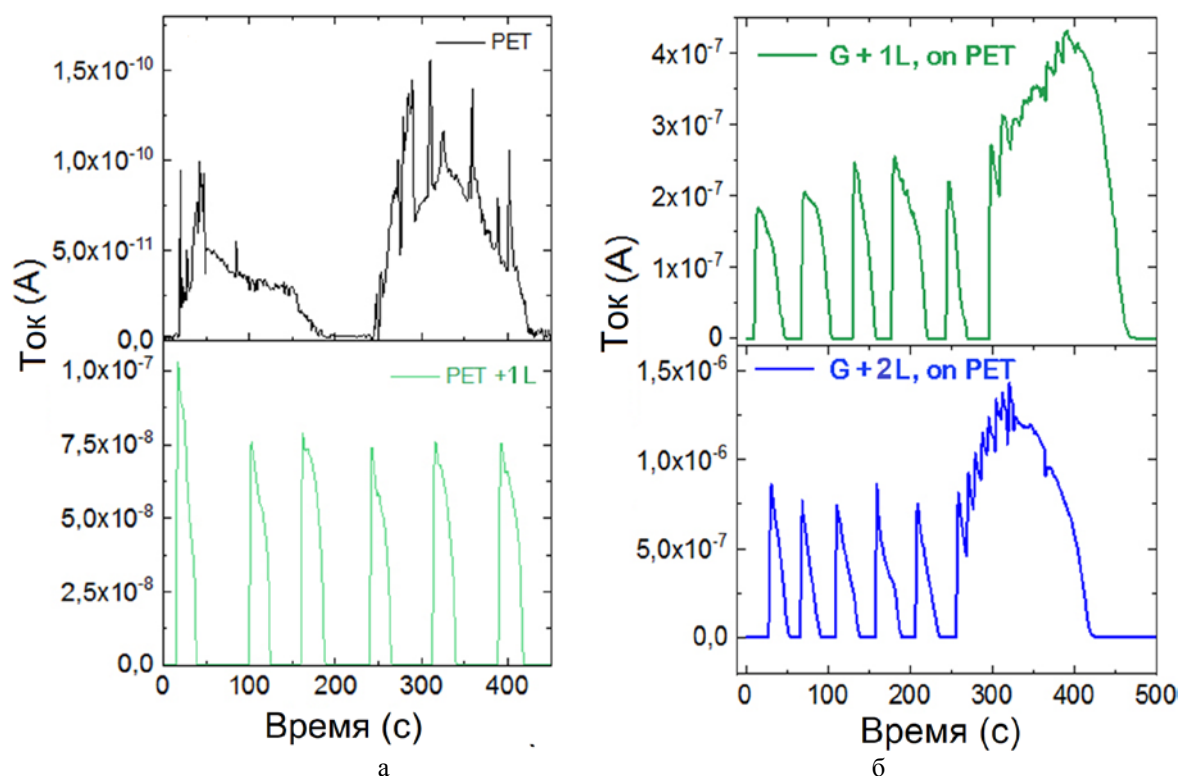 PET
1,5x10⁻¹⁰
1,0x10⁻¹⁰
5,0x10⁻¹¹
0,0
PET +1L
1,0x10⁻⁷
7,5x10⁻⁸
5,0x10⁻⁸
2,5x10⁻⁸
0,0
0 100 200 300 400
Ток (А)
Время (с)
а
G + 1L, on PET
4x10⁻⁷
3x10⁻⁷
2x10⁻⁷
1x10⁻⁷
0
G + 2L, on PET
1,5x10⁻⁶
1,0x10⁻⁶
5,0x10⁻⁷
0,0
0 100 200 300 400 500
Ток (А)
Время (с)
б